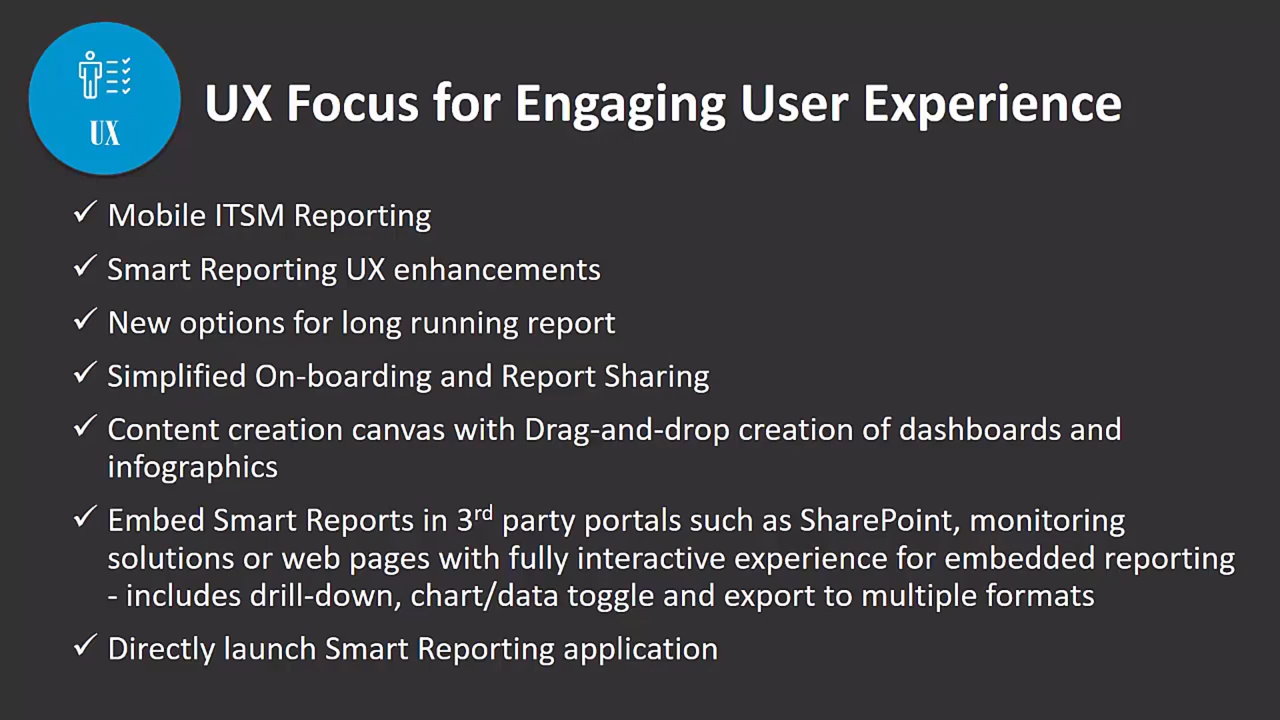 UX
UX Focus for Engaging User Experience
✓ Mobile ITSM Reporting
✓ Smart Reporting UX enhancements
✓ New options for long running report
✓ Simplified On-boarding and Report Sharing
✓ Content creation canvas with Drag-and-drop creation of dashboards and
infographics
✓ Embed Smart Reports in 3rd party portals such as SharePoint, monitoring
solutions or web pages with fully interactive experience for embedded reporting
- includes drill-down, chart/data toggle and export to multiple formats
✓ Directly launch Smart Reporting application